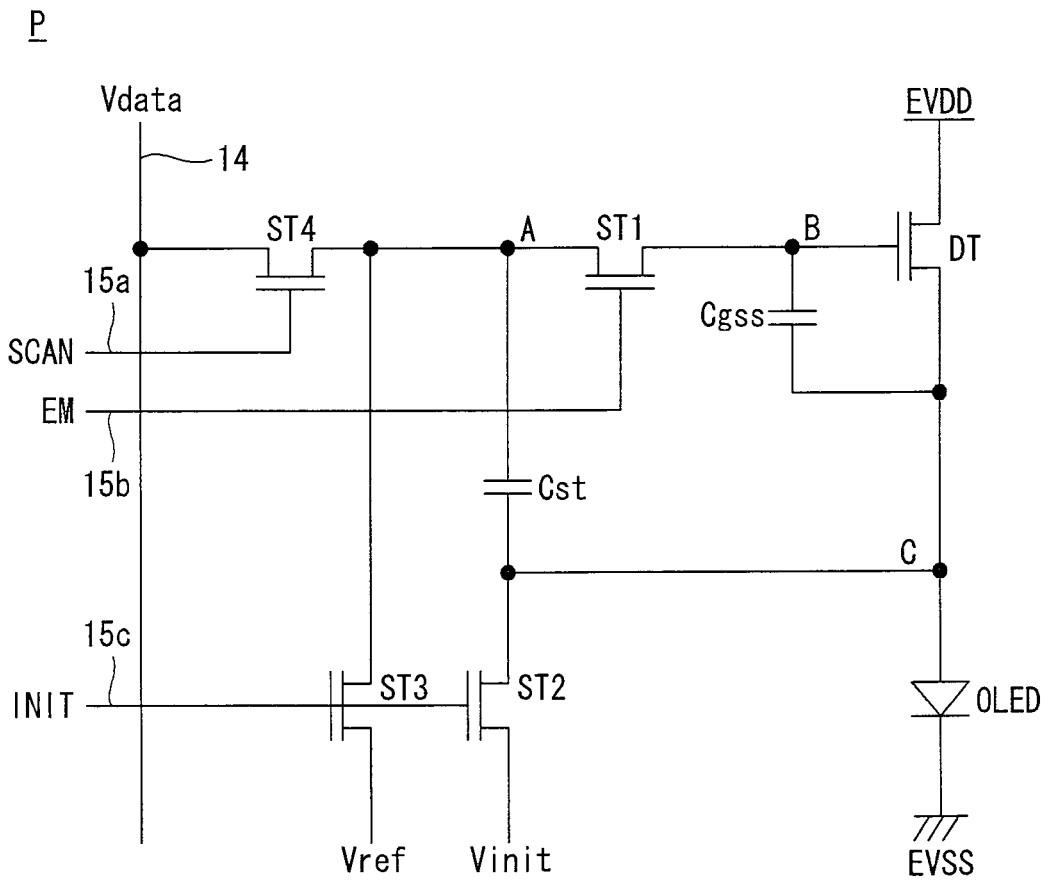 P
Vdata
EVDD
14
ST4
A
ST1
B
DT
15a
Cgss
SCAN
EM
15b
Cst
C
15c
INIT
ST3
ST2
OLED
Vref
Vinit
EVSS